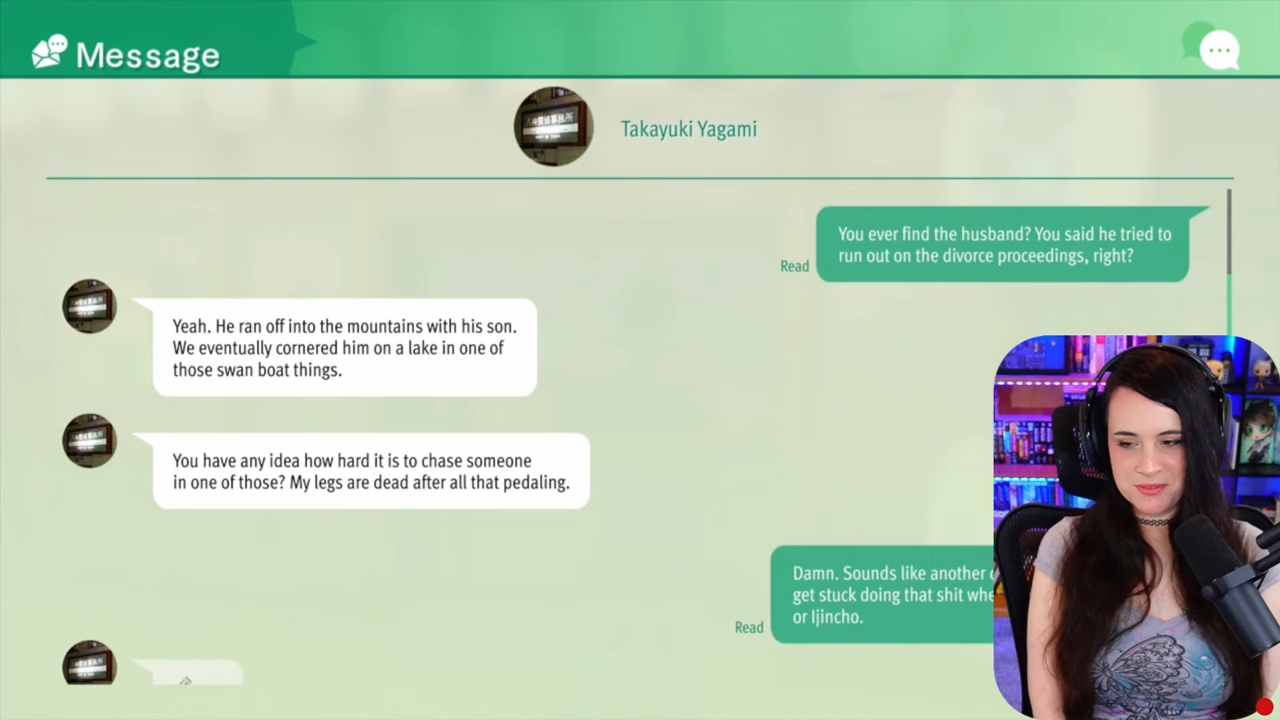 Message
Takayuki Yagami
You ever find the husband? You said he tried to
run out on the divorce proceedings, right?
Read
Yeah. He ran off into the mountains with his son.
We eventually cornered him on a lake in one of
those swan boat things.
You have any idea how hard it is to chase someone
in one of those? My legs are dead after all that pedaling.
Damn. Sounds like another
get stuck doing that shit
or Ijincho.
Read